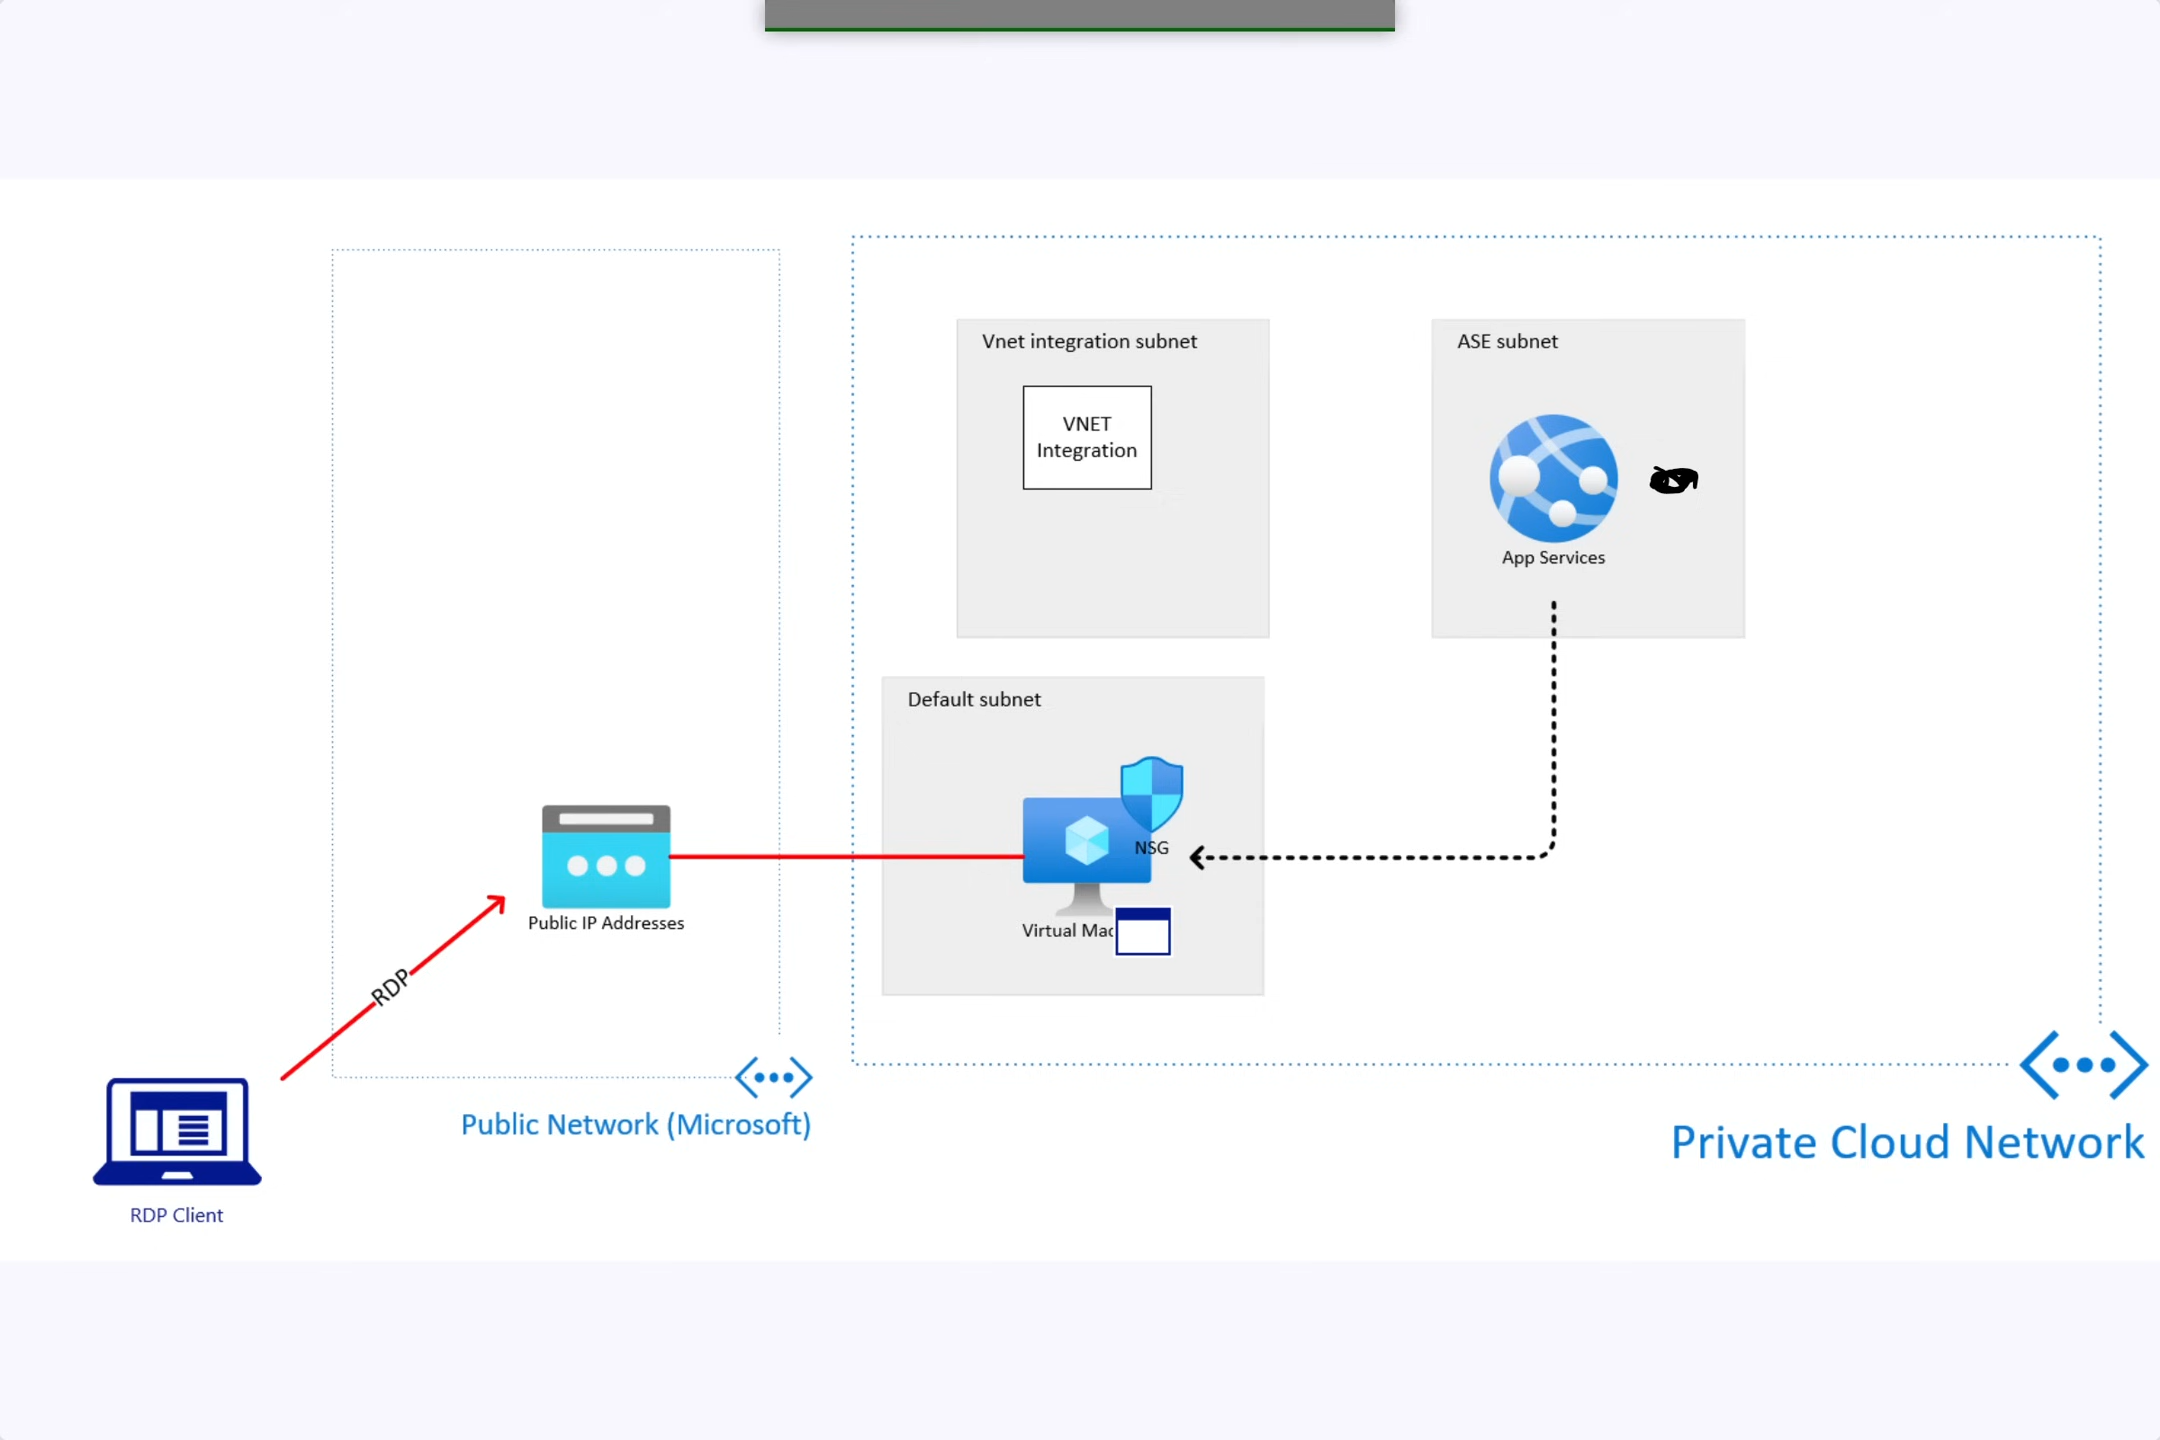 Vnet integration subnet
VNET
Integration
ASE subnet
App Services
Default subnet
NSG
Virtual Mac
Public IP Addresses
RDP
Public Network (Microsoft)
Private Cloud Network
RDP Client